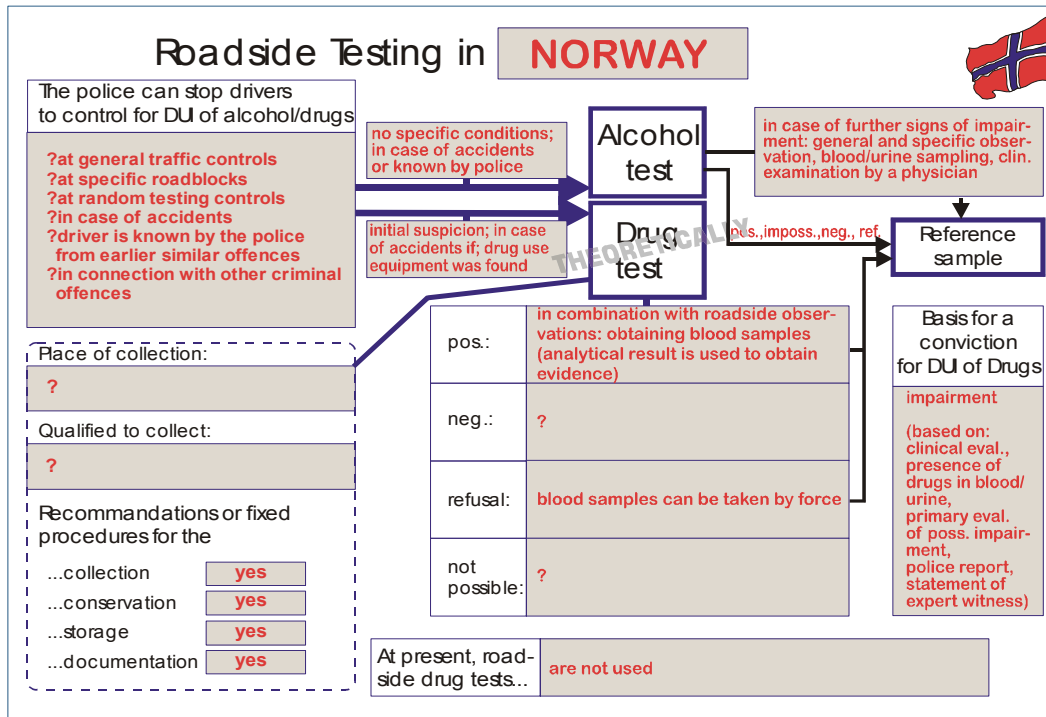 Roadside Testing in NORWAY
The police can stop drivers
to control for DUI of alcohol/drugs
?at general traffic controls
?at specific roadblocks
?at random testing controls
?in case of accidents
?driver is known by the police
from earlier similar offences
?in connection with other criminal
offences
no specific conditions;
in case of accidents
or known by police
initial suspicion; in case
of accidents if; drug use
equipment was found
Alcohol
test
Drug
test
THEORETICALLY
in case of further signs of impair-
ment: general and specific obser-
vation, blood/urine sampling, clin.
examination by a physician
pos.,imposs.,neg., ref.
Reference
sample
Place of collection:
?
Qualified to collect:
?
Recommandations or fixed
procedures for the
...collection yes
...conservation yes
...storage yes
...documentation yes
pos.:
in combination with roadside obser-
vations: obtaining blood samples
(analytical result is used to obtain
evidence)
neg.:
?
refusal:
blood samples can be taken by force
not
possible:
?
Basis for a
conviction
for DUI of Drugs
impairment
(based on:
clinical eval.,
presence of
drugs in blood/
urine,
primary eval.
of poss. impair-
ment,
police report,
statement of
expert witness)
At present, road-
side drug tests...
are not used